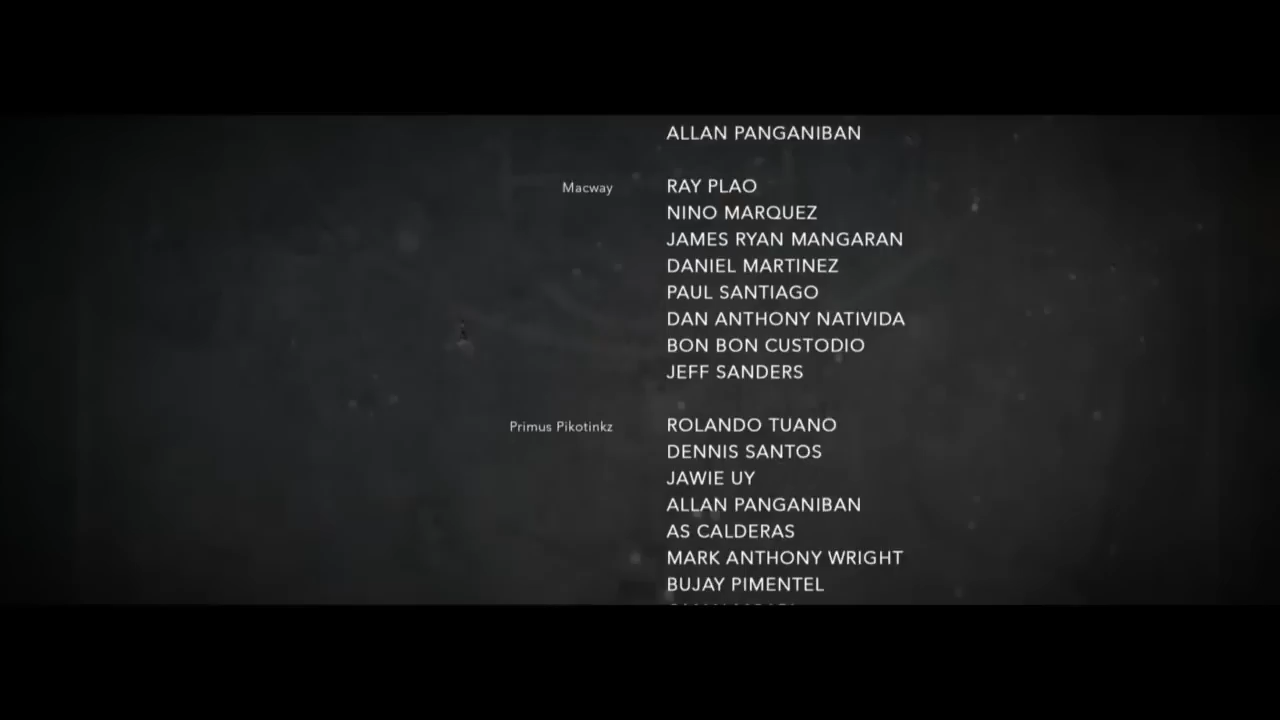 ALLAN PANGANIBAN
Macway RAY PLAO
NINO MARQUEZ
JAMES RYAN MANGARAN
DANIEL MARTINEZ
PAUL SANTIAGO
DAN ANTHONY NATIVIDA
BON BON CUSTODIO
JEFF SANDERS
Primus Pikotinkz ROLANDO TUANO
DENNIS SANTOS
JAWIE UY
ALLAN PANGANIBAN
AS CALDERAS
MARK ANTHONY WRIGHT
BUJAY PIMENTEL